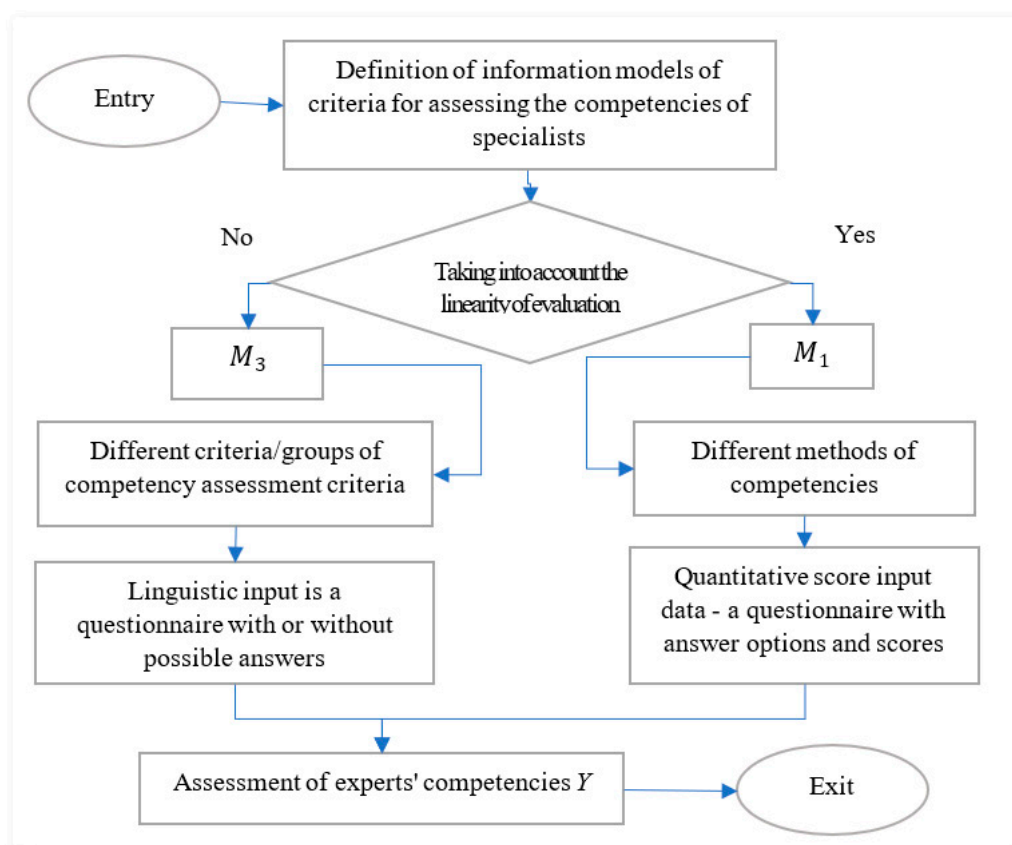 Entry
Definition of information models of
criteria for assessing the competencies of
specialists
No
Yes
Taking into account the
linearity of evaluation
M₃
M₁
Different criteria/groups of
competency assessment criteria
Different methods of
competencies
Linguistic input is a
questionnaire with or without
possible answers
Quantitative score input
data - a questionnaire with
answer options and scores
Assessment of experts' competencies Y
Exit